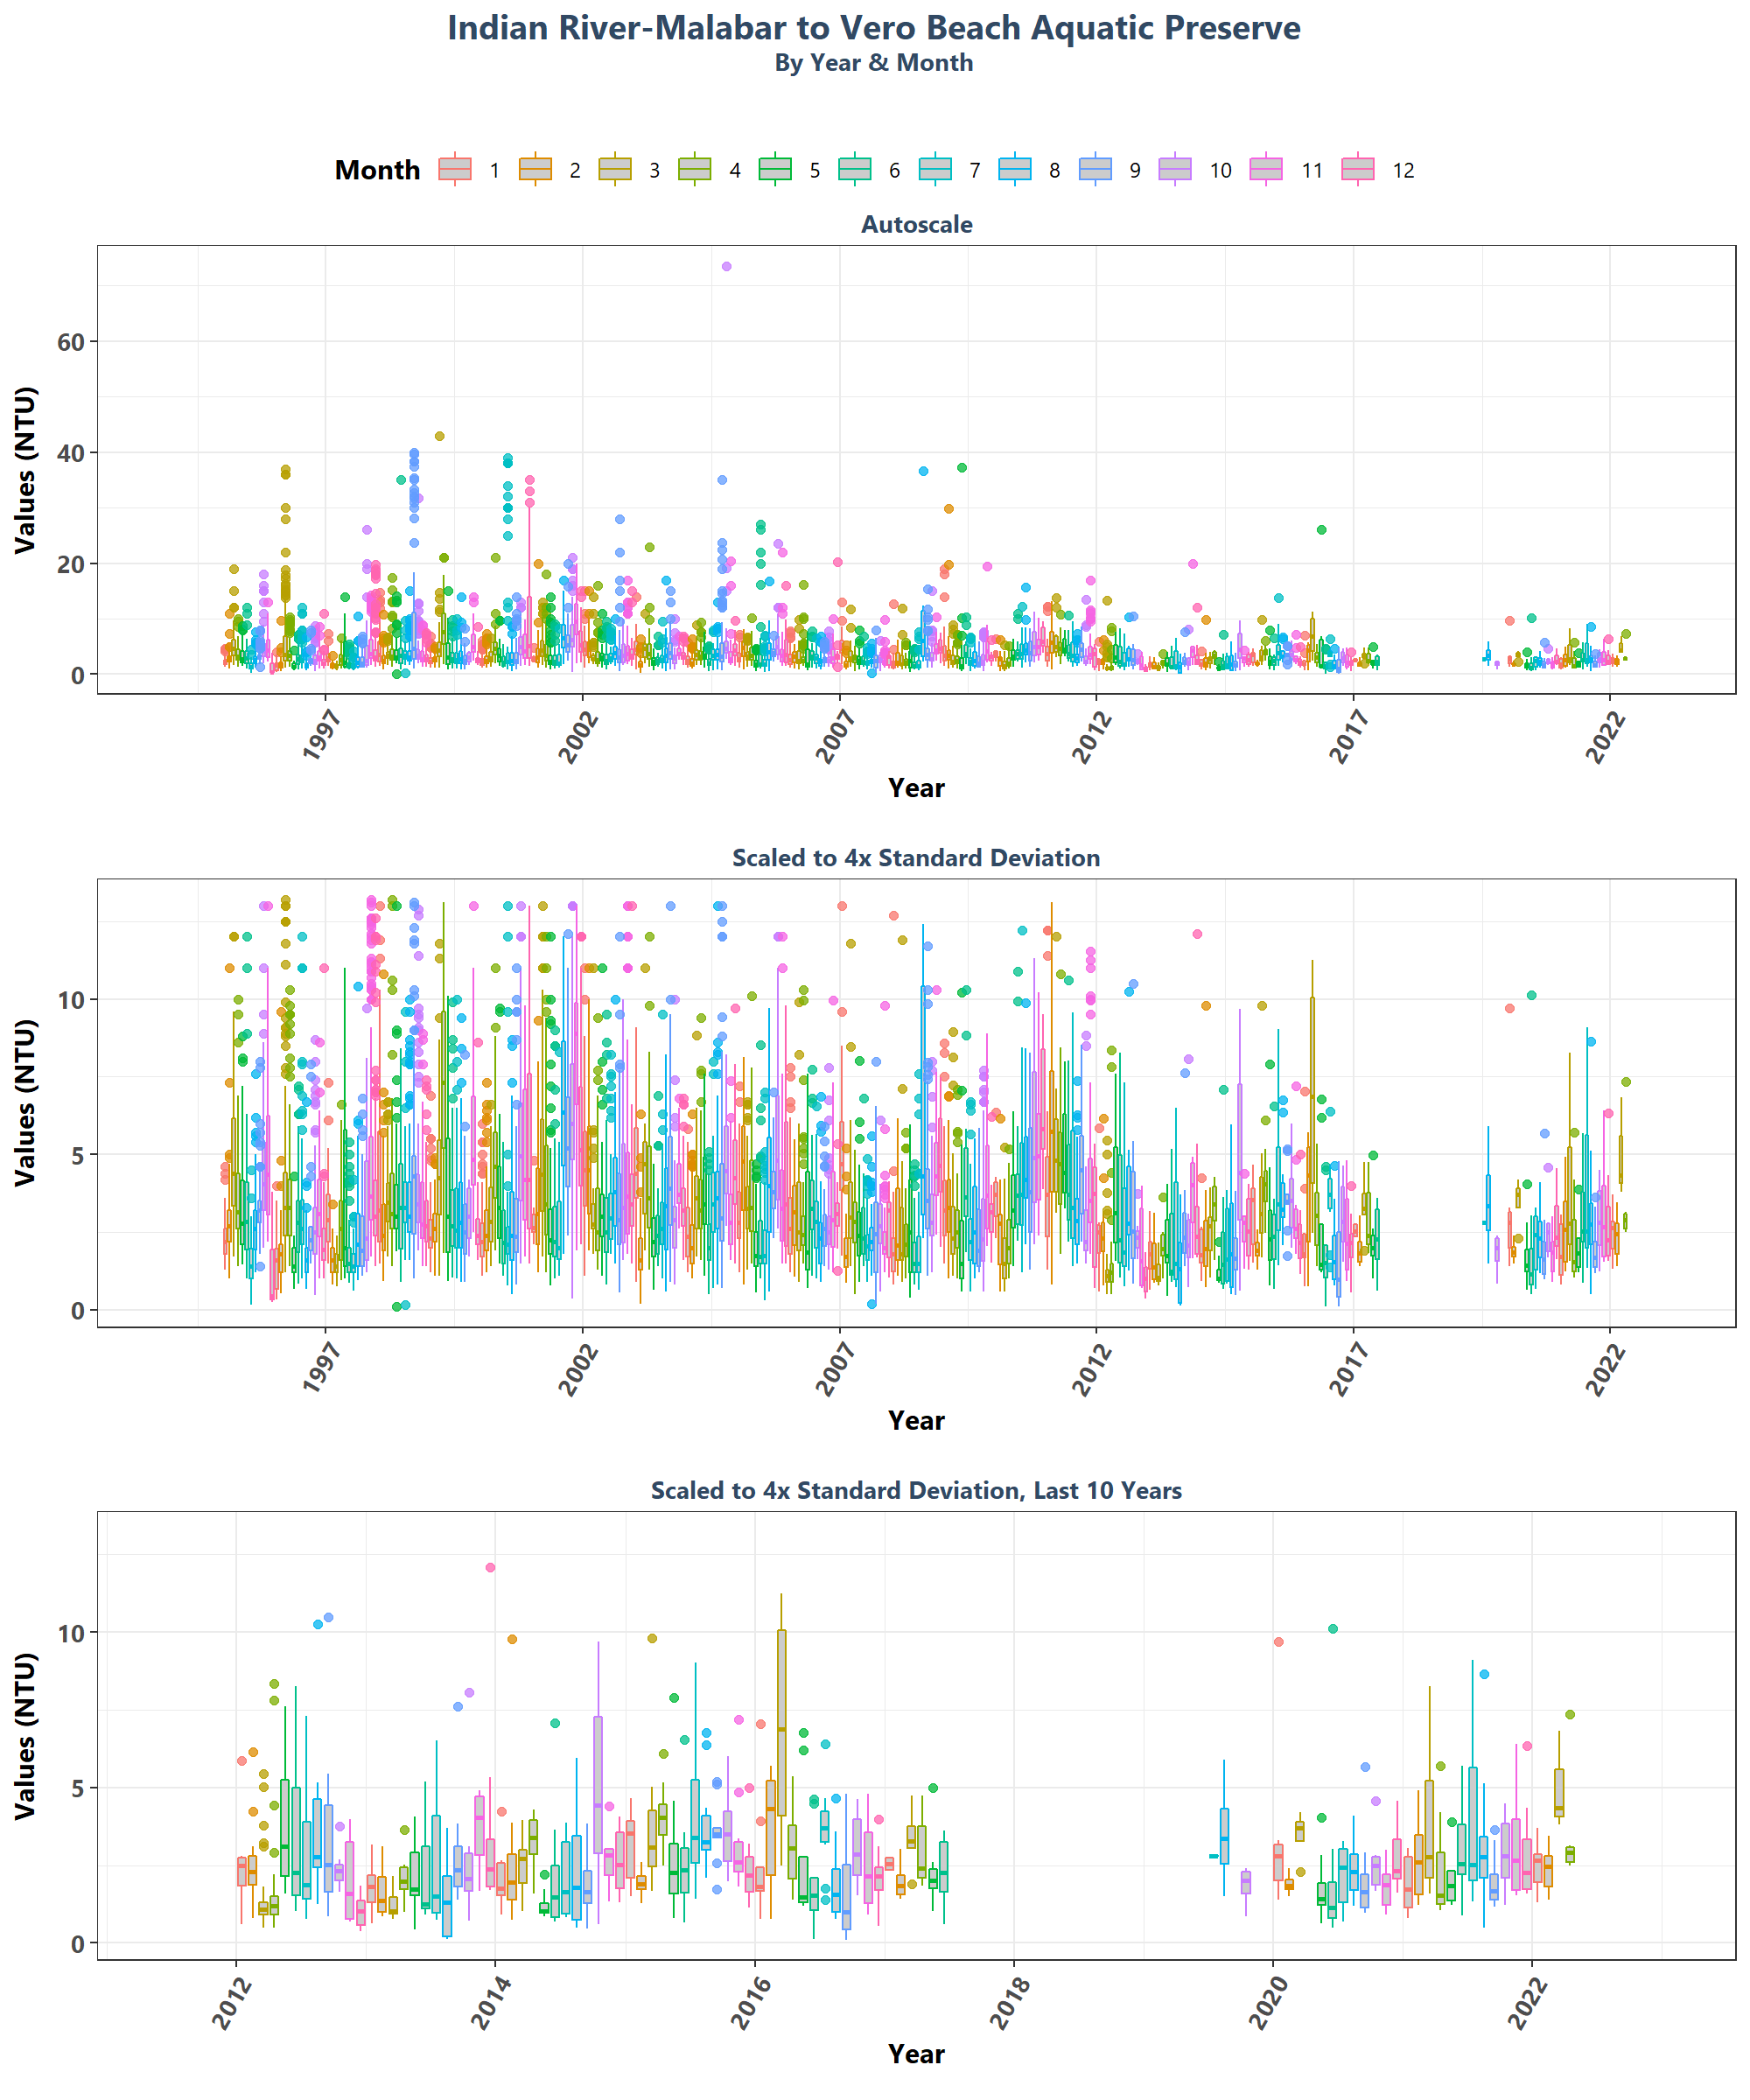 Indian River-Malabar to Vero Beach Aquatic Preserve
By Year & Month
Month 1 2 3 4 5 6 7 8 9 10 11 12
Autoscale
Values (NTU)
60
40
20
0
1997 2002 2007 2012 2017 2022
Year
Scaled to 4x Standard Deviation
Values (NTU)
10
5
0
1997 2002 2007 2012 2017 2022
Year
Scaled to 4x Standard Deviation, Last 10 Years
Values (NTU)
10
5
0
2012 2014 2016 2018 2020 2022
Year